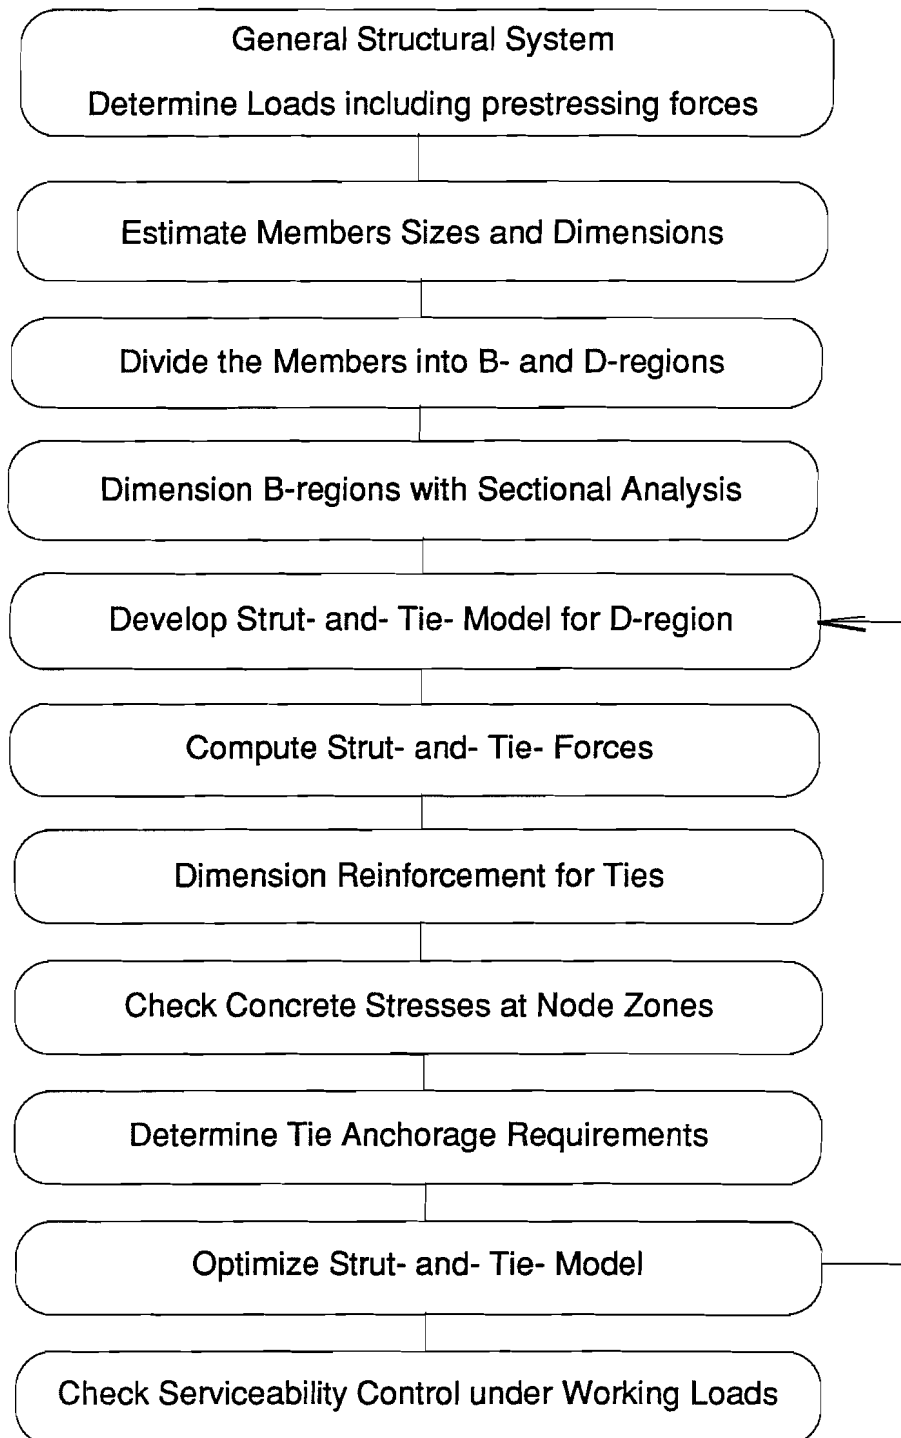 General Structural System
Determine Loads including prestressing forces
Estimate Members Sizes and Dimensions
Divide the Members into B- and D-regions
Dimension B-regions with Sectional Analysis
Develop Strut- and- Tie- Model for D-region
Compute Strut- and- Tie- Forces
Dimension Reinforcement for Ties
Check Concrete Stresses at Node Zones
Determine Tie Anchorage Requirements
Optimize Strut- and- Tie- Model
Check Serviceability Control under Working Loads